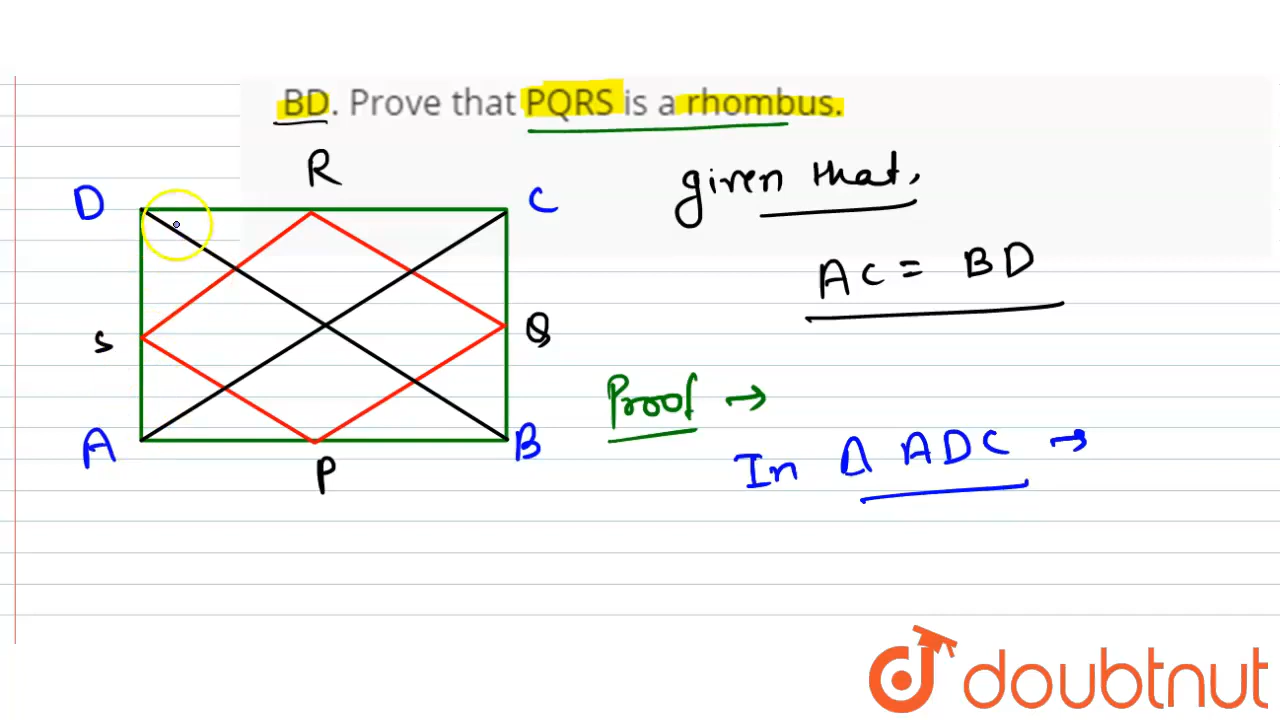 BD. Prove that PQRS is a rhombus.
R
D
C
given that,
AC = BD
S
Q
Proof →
A
B
In Δ ADC →
P
doubtnut